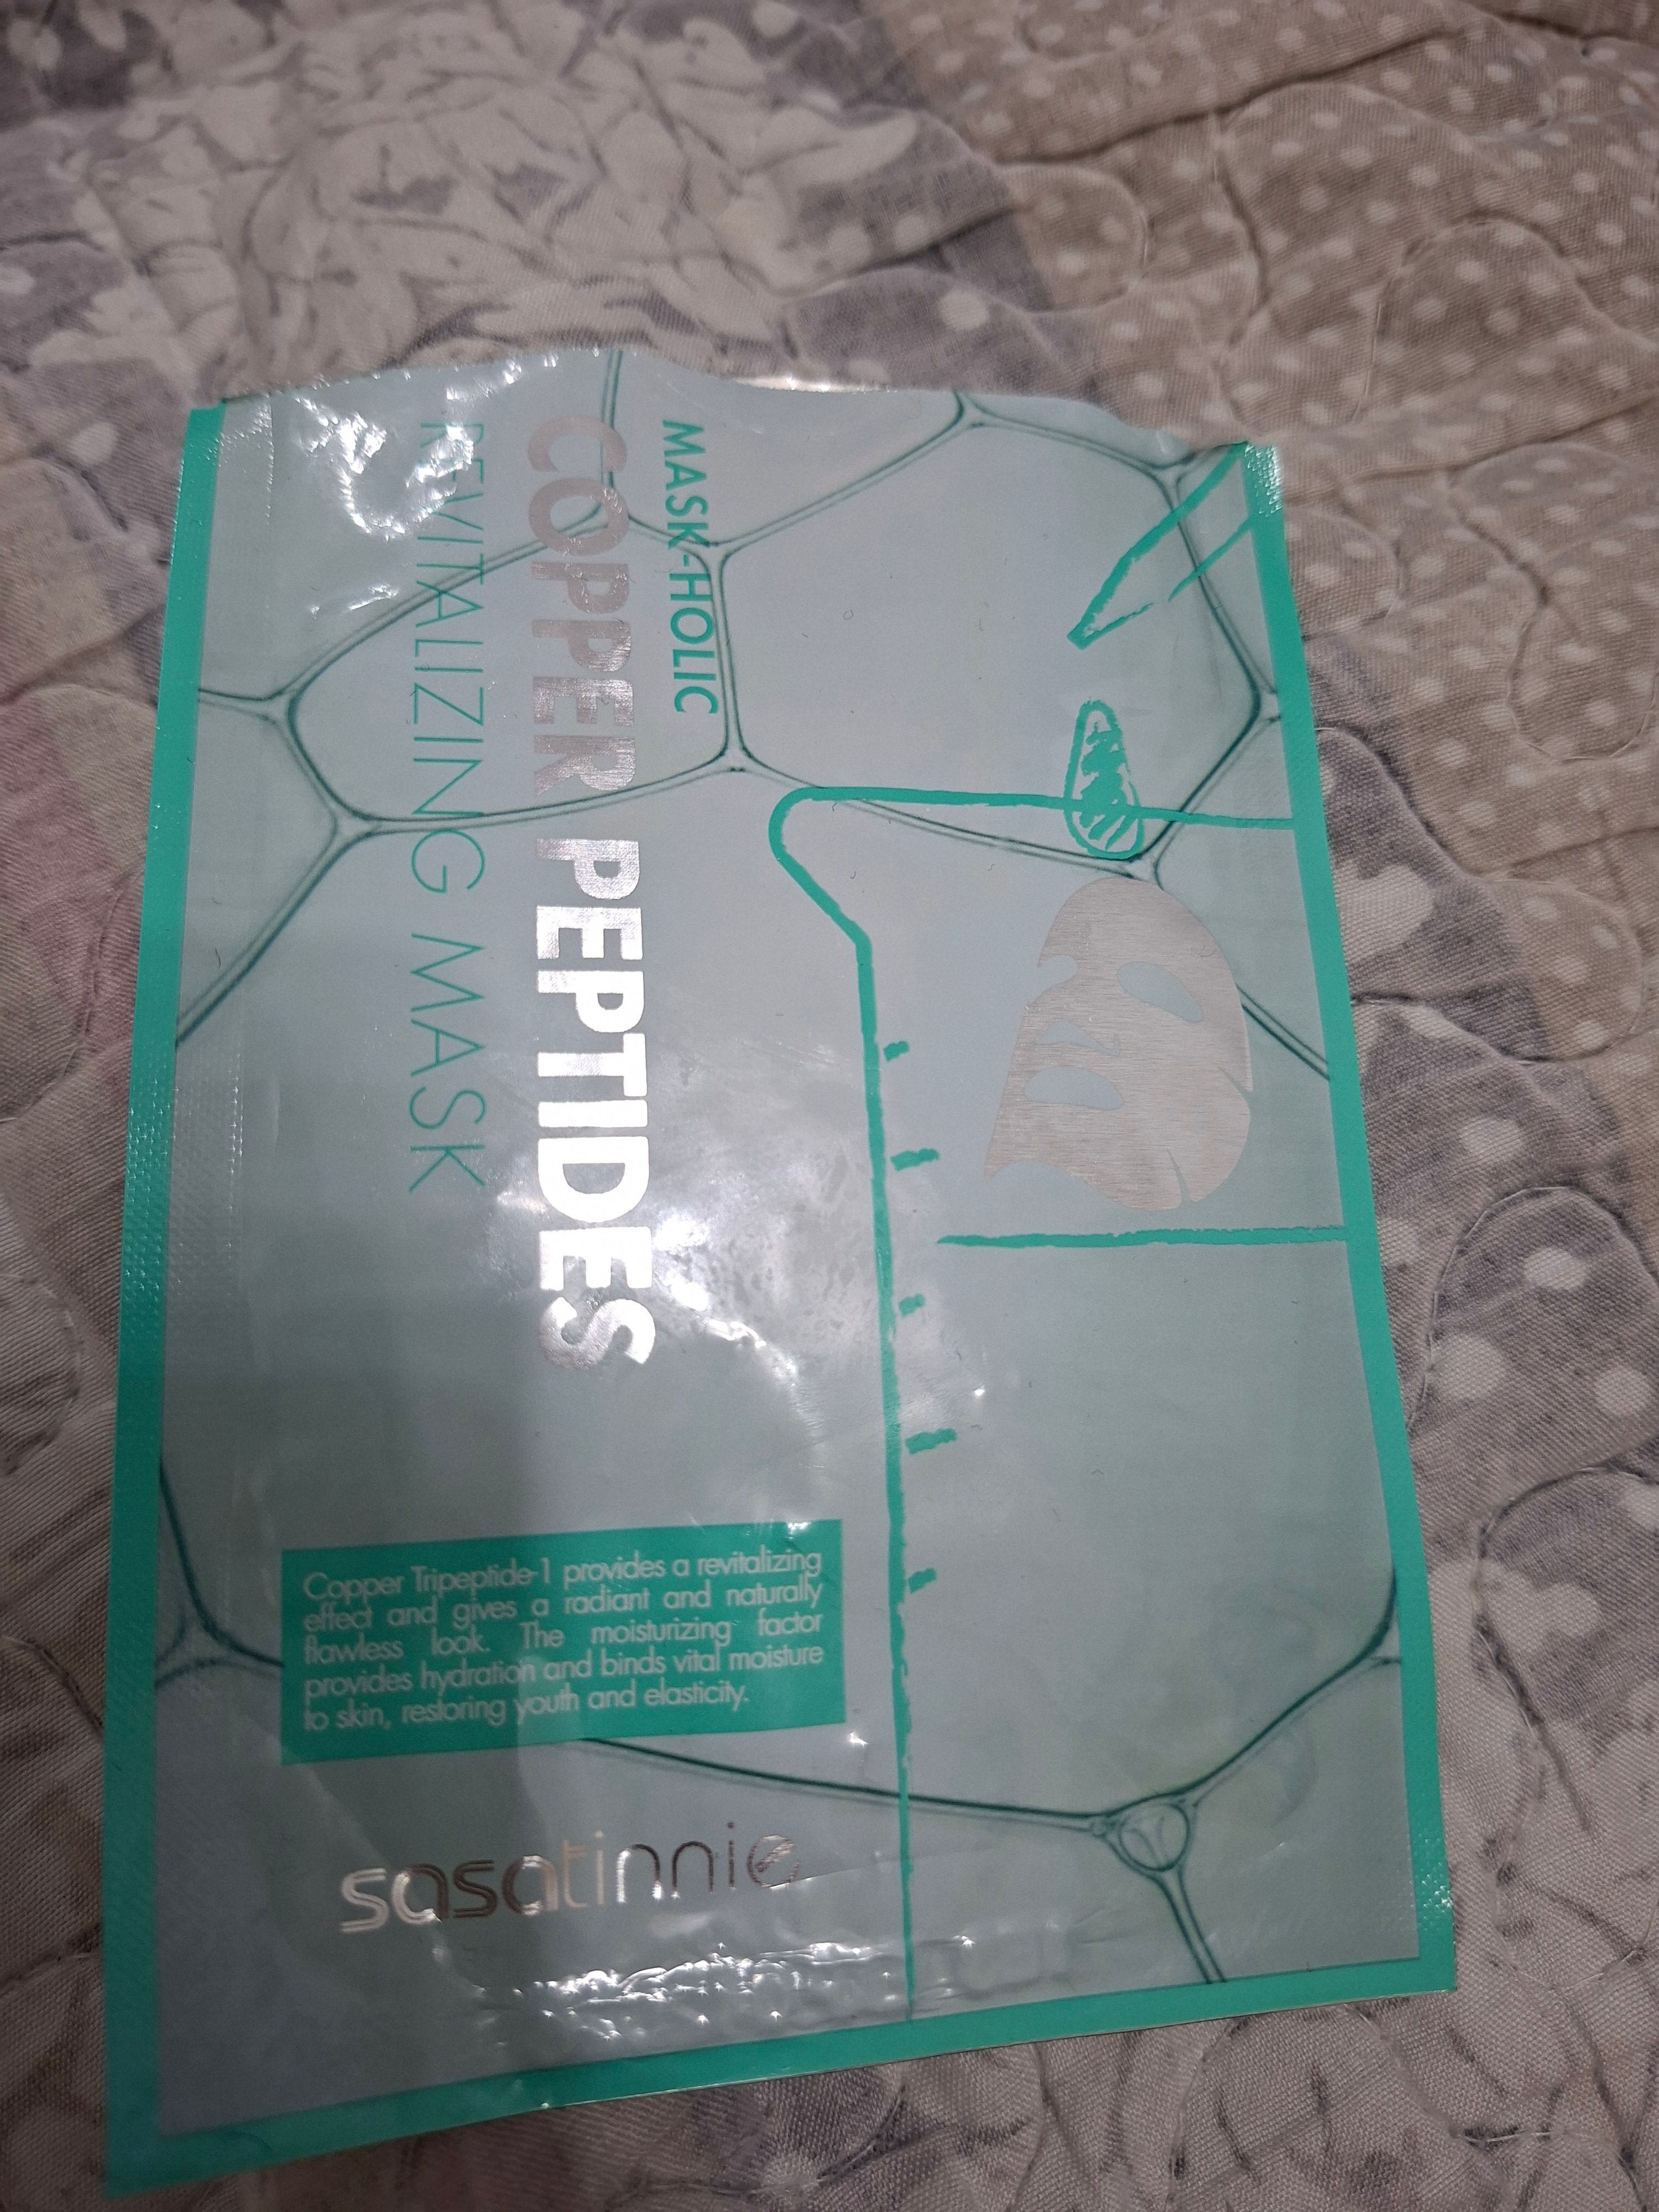 MASK-HOLIC
COPPER PEPTIDES
REVITALIZING MASK
Copper Tripeptide-1 provides a revitalizing
effect and gives a radiant and naturally
flawless look. The moisturizing factor
provides hydration and binds vital moisture
to skin, restoring youth and elasticity.
sasatinnie